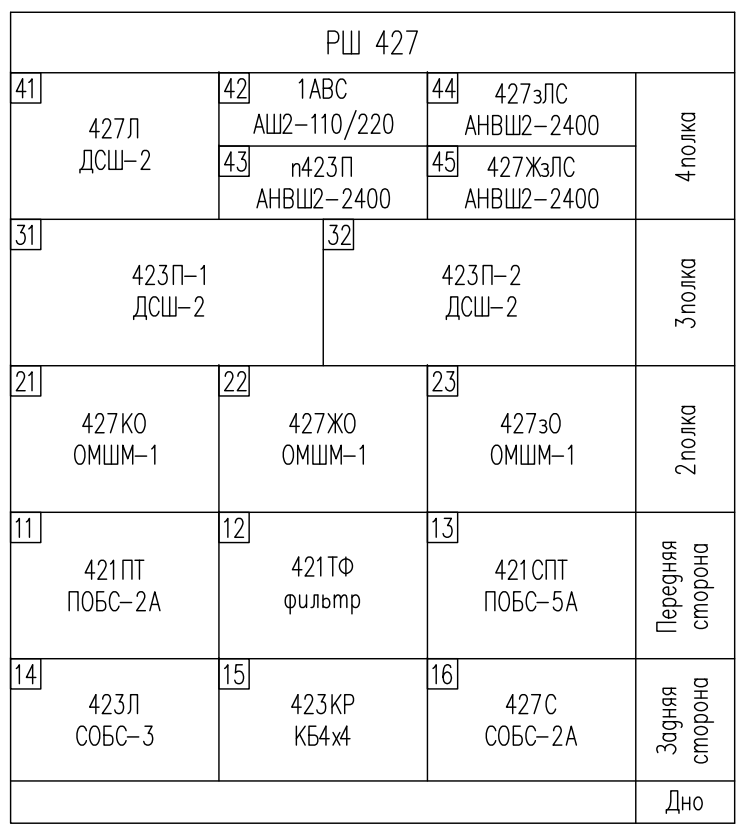 РШ 427
41
427Л
ДСШ-2
42
1АВС
АШ2-110/220
43
п423П
АНВШ2-2400
44
427зЛС
АНВШ2-2400
45
427ЖзЛС
АНВШ2-2400
4полка
31
423П-1
ДСШ-2
32
423П-2
ДСШ-2
3полка
21
427КО
ОМШМ-1
22
427ЖО
ОМШМ-1
23
427зО
ОМШМ-1
2полка
11
421ПТ
ПОБС-2А
12
421ТФ
фильтр
13
421СПТ
ПОБС-5А
Передняя
сторона
14
423Л
СОБС-3
15
423КР
КБ4х4
16
427С
СОБС-2А
Задняя
сторона
Дно